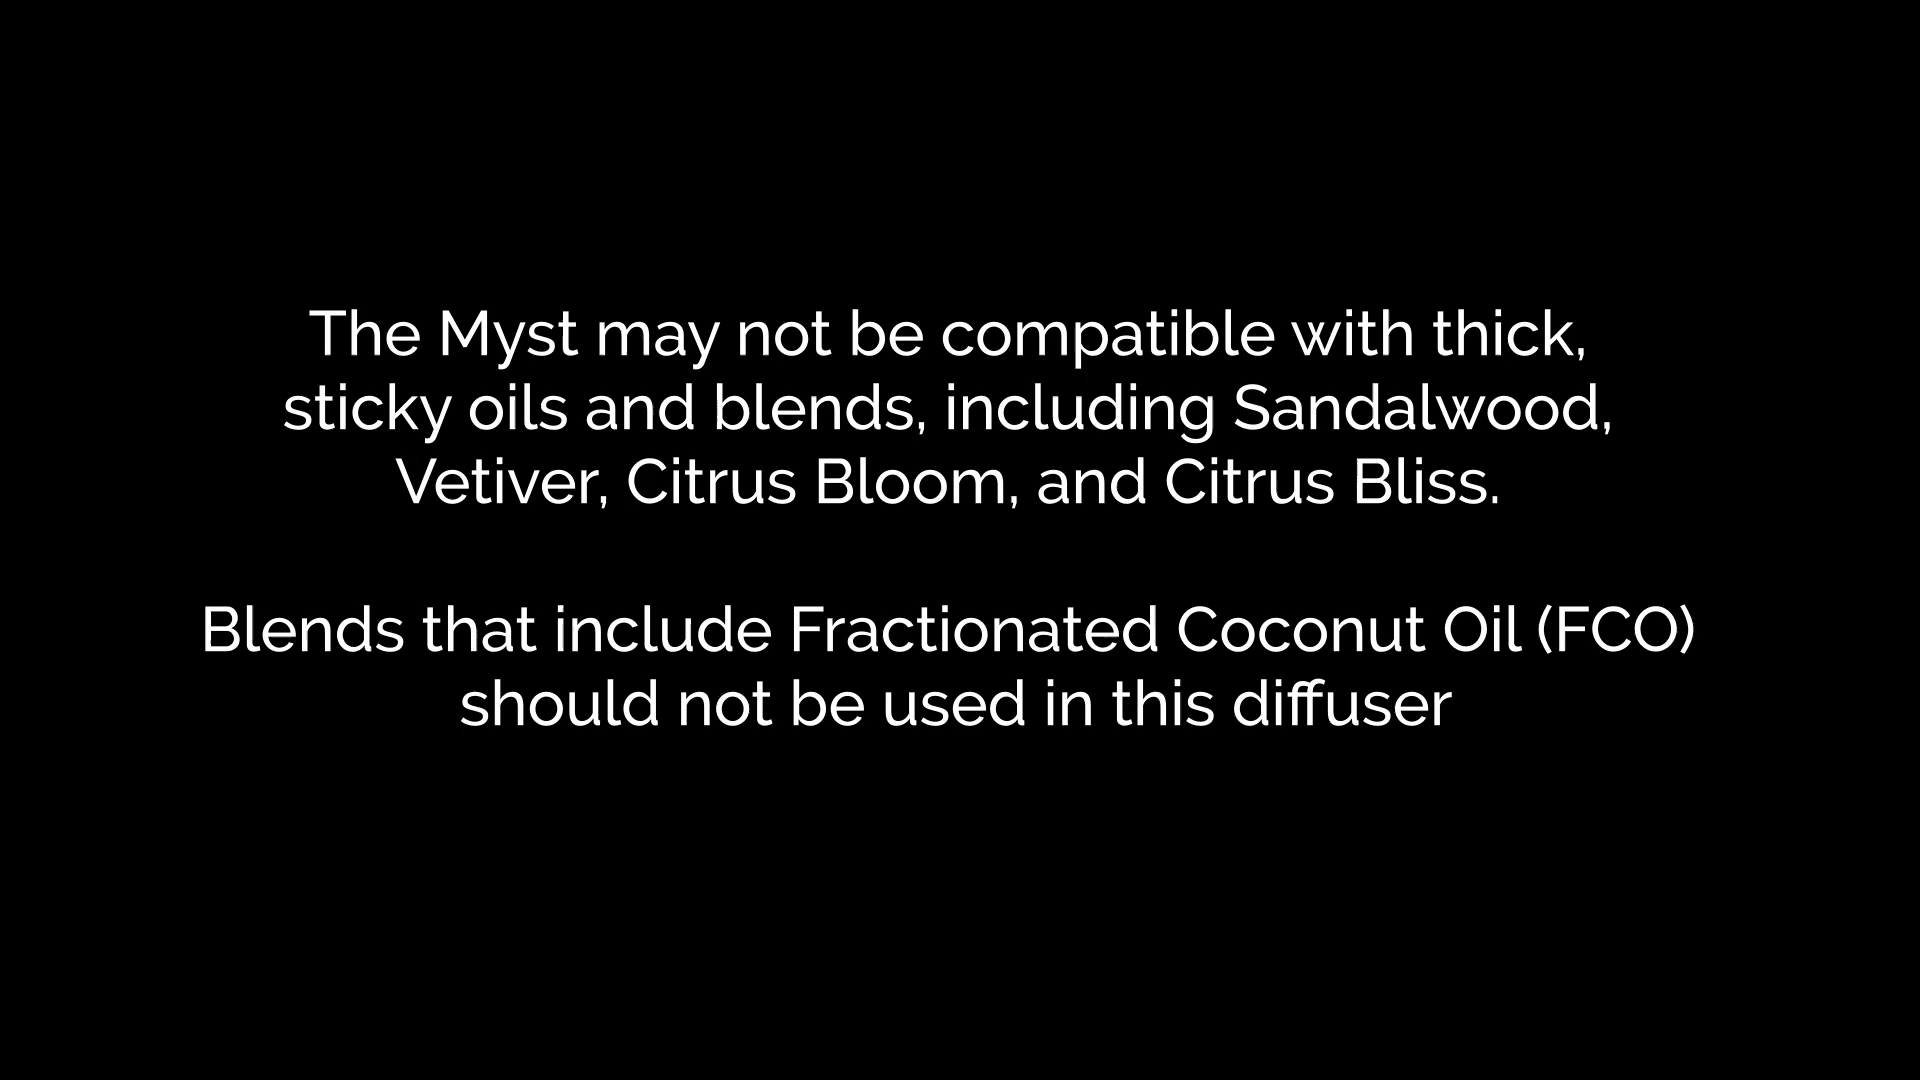 The Myst may not be compatible with thick,
sticky oils and blends, including Sandalwood,
Vetiver, Citrus Bloom, and Citrus Bliss.
Blends that include Fractionated Coconut Oil (FCO)
should not be used in this diffuser